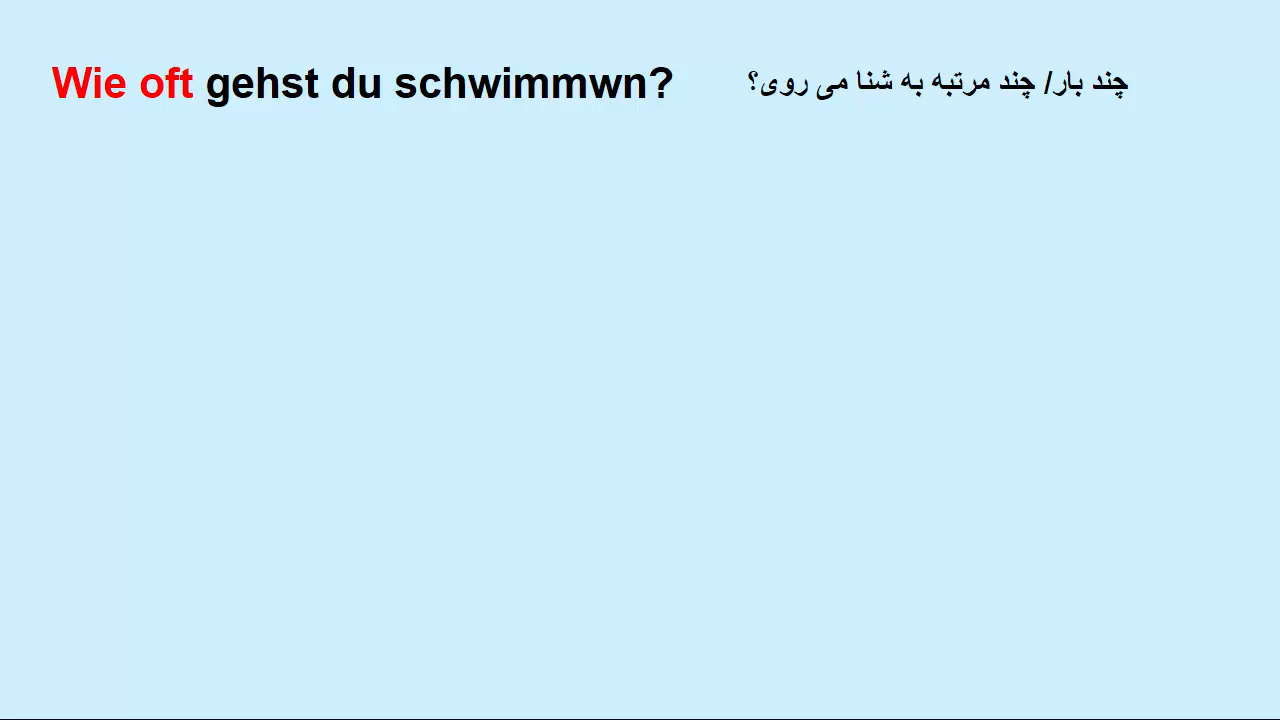 Wie oft gehst du schwimmwn? چند بار/ چند مرتبه به شنا می روی؟